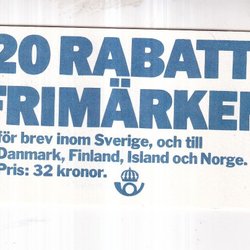 20 RABATT
FRIMÄRKEN
för brev inom Sverige, och till
Danmark, Finland, Island och Norge.
Pris: 32 kronor.